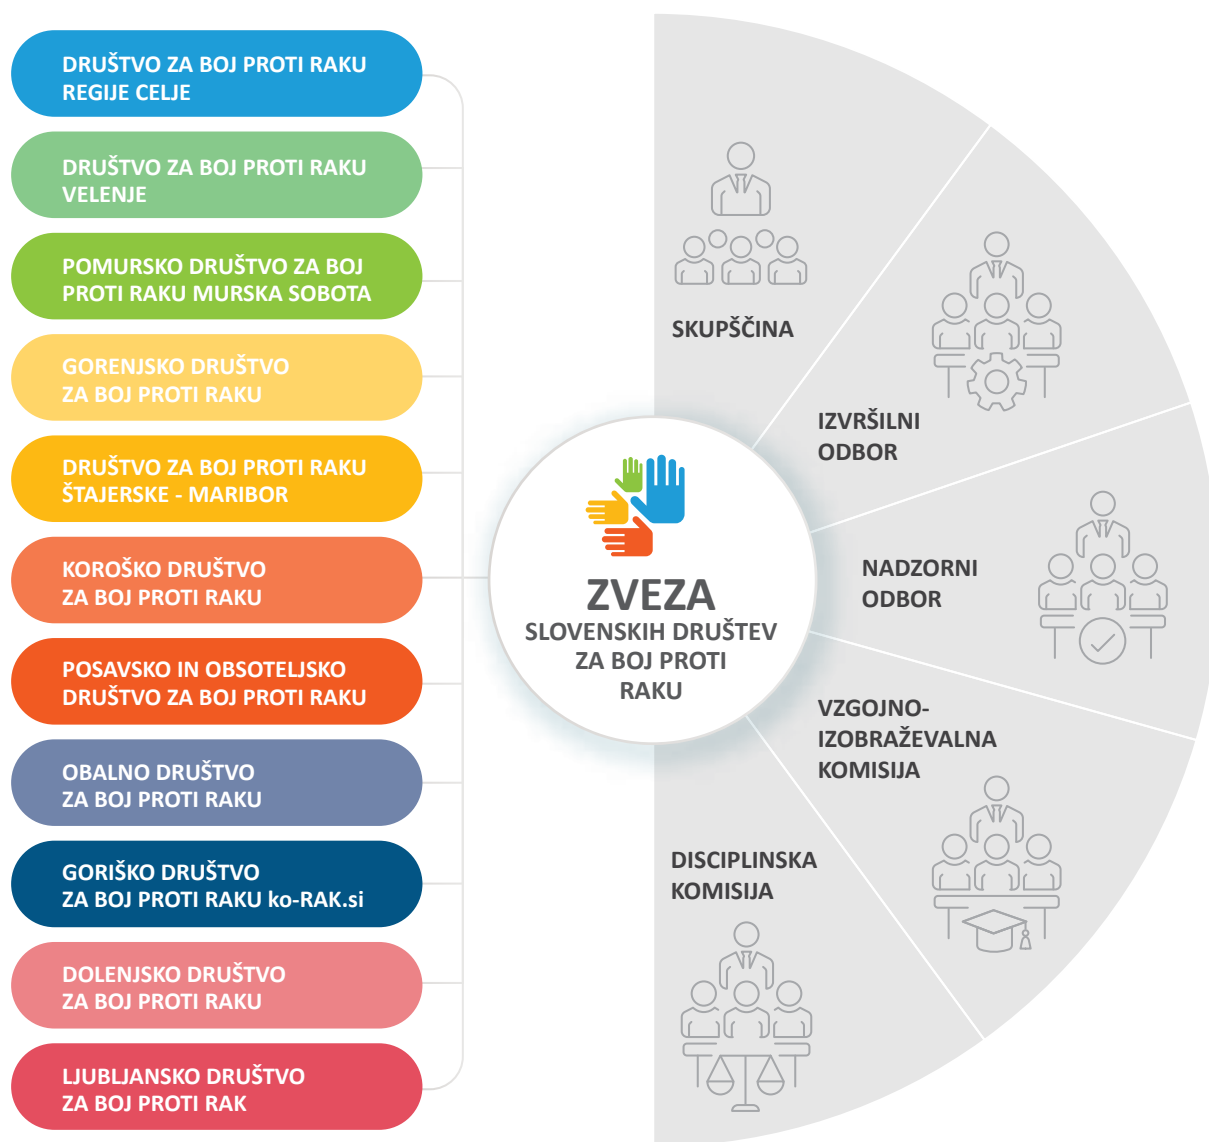 DRUŠTVO ZA BOJ PROTI RAKU
REGIJE CELJE
DRUŠTVO ZA BOJ PROTI RAKU
VELENJE
POMURSKO DRUŠTVO ZA BOJ
PROTI RAKU MURSKA SOBOTA
GORENJSKO DRUŠTVO
ZA BOJ PROTI RAKU
DRUŠTVO ZA BOJ PROTI RAKU
ŠTAJERSKE - MARIBOR
KOROŠKO DRUŠTVO
ZA BOJ PROTI RAKU
POSAVSKO IN OBSOTELJSKO
DRUŠTVO ZA BOJ PROTI RAKU
OBALNO DRUŠTVO
ZA BOJ PROTI RAKU
GORIŠKO DRUŠTVO
ZA BOJ PROTI RAKU ko-RAK.si
DOLENJSKO DRUŠTVO
ZA BOJ PROTI RAKU
LJUBLJANSKO DRUŠTVO
ZA BOJ PROTI RAK
ZVEZA
SLOVENSKIH DRUŠTEV
ZA BOJ PROTI
RAKU
SKUPŠČINA
IZVRŠILNI
ODBOR
NADZORNI
ODBOR
VZGOJNO-
IZOBRAŽEVALNA
KOMISIJA
DISCIPLINSKA
KOMISIJA